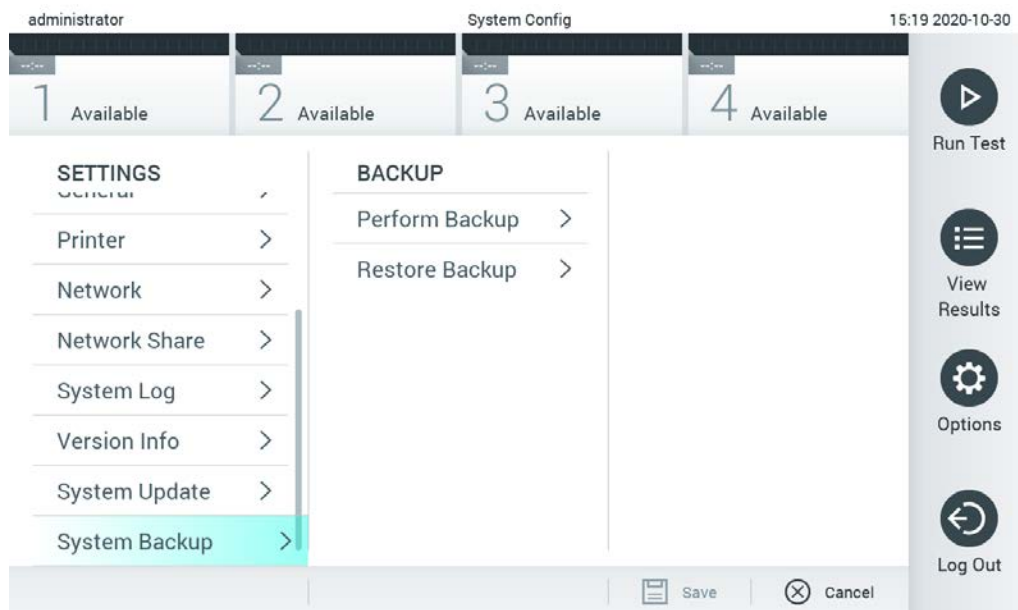 administrator System Config 15:19 2020-10-30
--:-- --:-- --:-- --:--
1 Available 2 Available 3 Available 4 Available
Run Test
SETTINGS
General
Printer
Network
Network Share
System Log
Version Info
System Update
System Backup
BACKUP
Perform Backup
Restore Backup
View
Results
Options
Log Out
Save Cancel